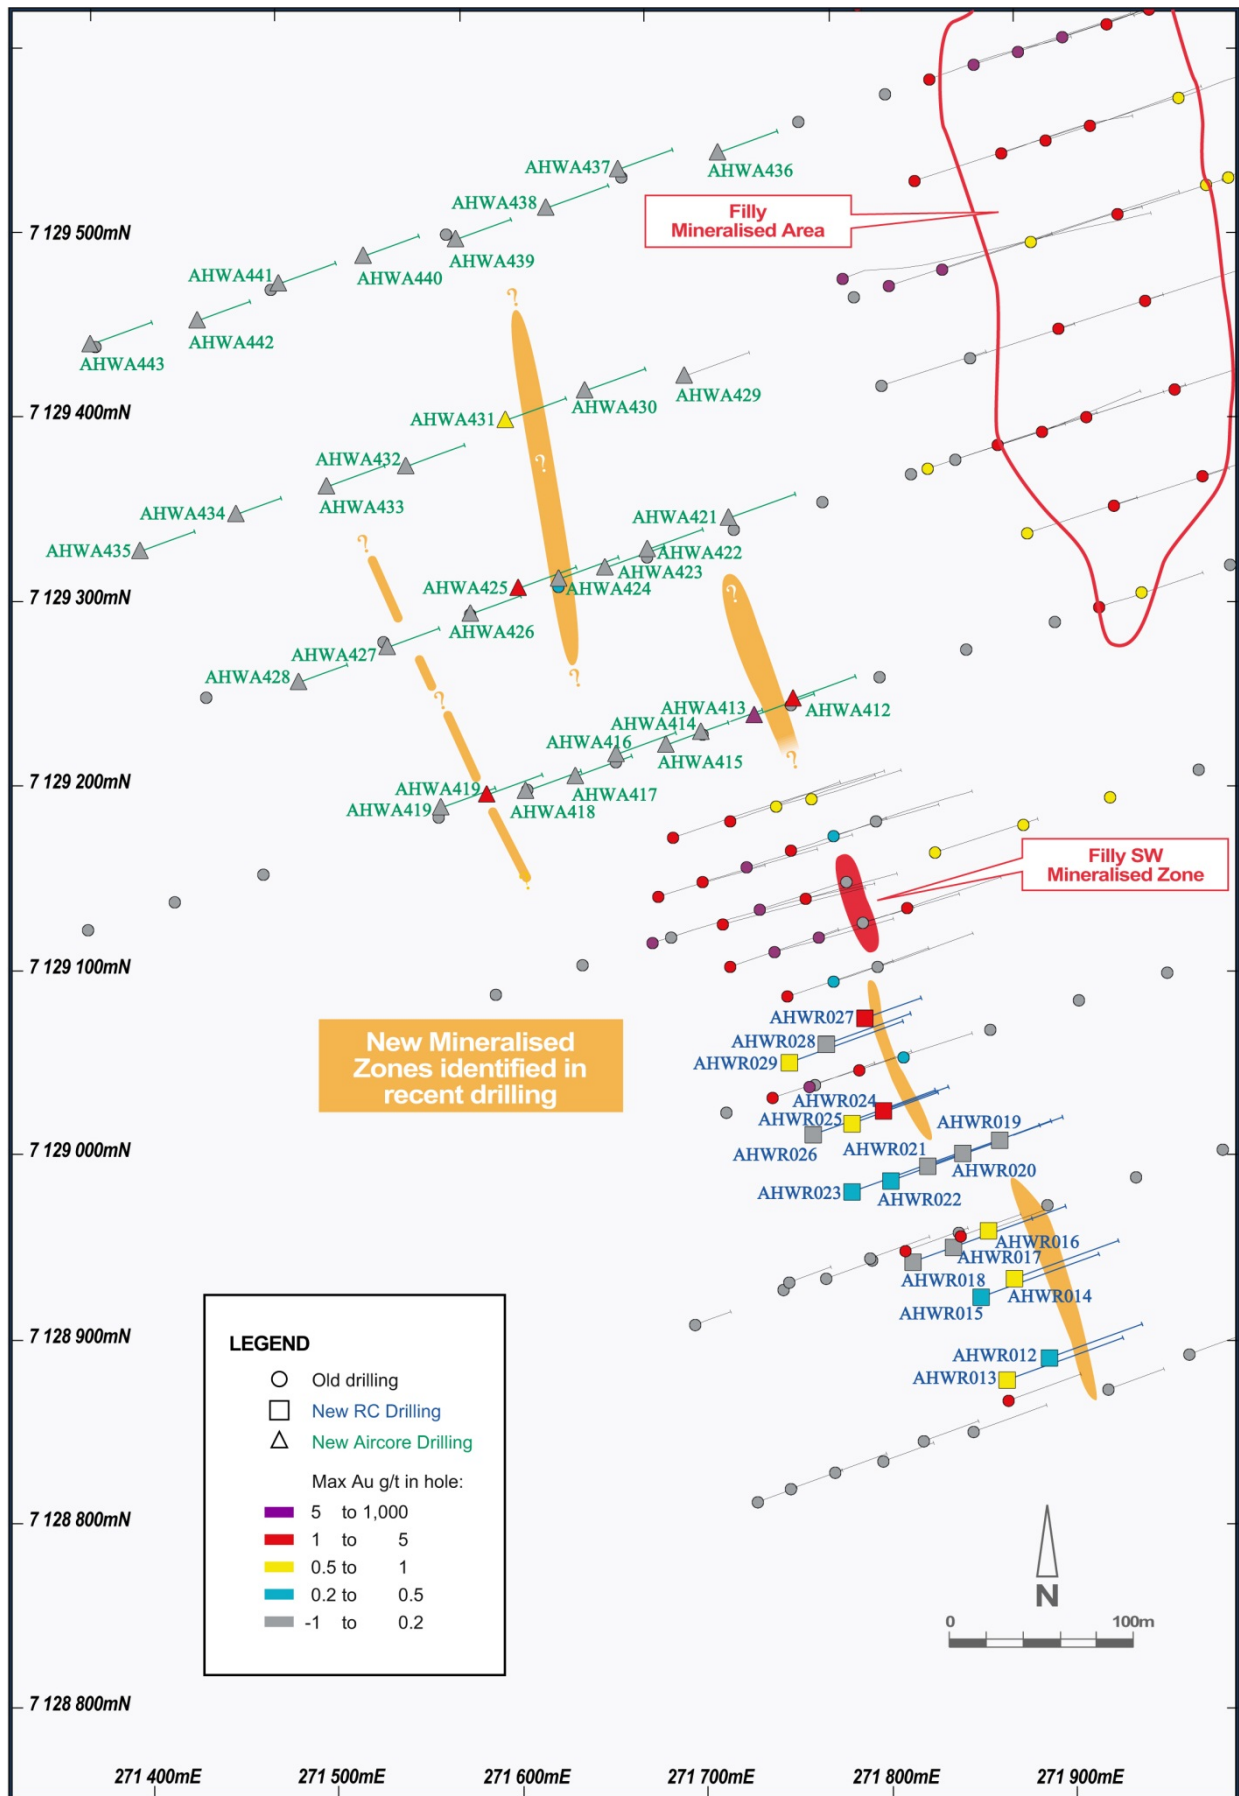 AHWA437
AHWA436
AHWA438
Filly
Mineralised Area
7 129 500mN
AHWA439
AHWA440
AHWA441
AHWA442
AHWA443
?
AHWA429
AHWA430
7 129 400mN
AHWA431
AHWA432
?
AHWA433
AHWA434
AHWA421
AHWA435
?
AHWA422
AHWA423
AHWA425
AHWA424
7 129 300mN
?
AHWA426
AHWA427
AHWA428
?
?
AHWA413
AHWA412
AHWA414
AHWA416
AHWA415
?
7 129 200mN
AHWA419
AHWA417
AHWA419
AHWA418
Filly SW
Mineralised Zone
?
7 129 100mN
New Mineralised
Zones identified in
recent drilling
AHWR027
AHWR028
AHWR029
AHWR024
AHWR025
AHWR019
AHWR021
7 129 000mN
AHWR026
AHWR020
AHWR023
AHWR022
AHWR016
AHWR017
AHWR018
AHWR014
AHWR015
7 128 900mN
AHWR012
AHWR013
LEGEND
Old drilling
New RC Drilling
New Aircore Drilling
Max Au g/t in hole:
5 to 1,000
1 to 5
0.5 to 1
0.2 to 0.5
-1 to 0.2
7 128 800mN
N
0 100m
7 128 800mN
271 400mE 271 500mE 271 600mE 271 700mE 271 800mE 271 900mE